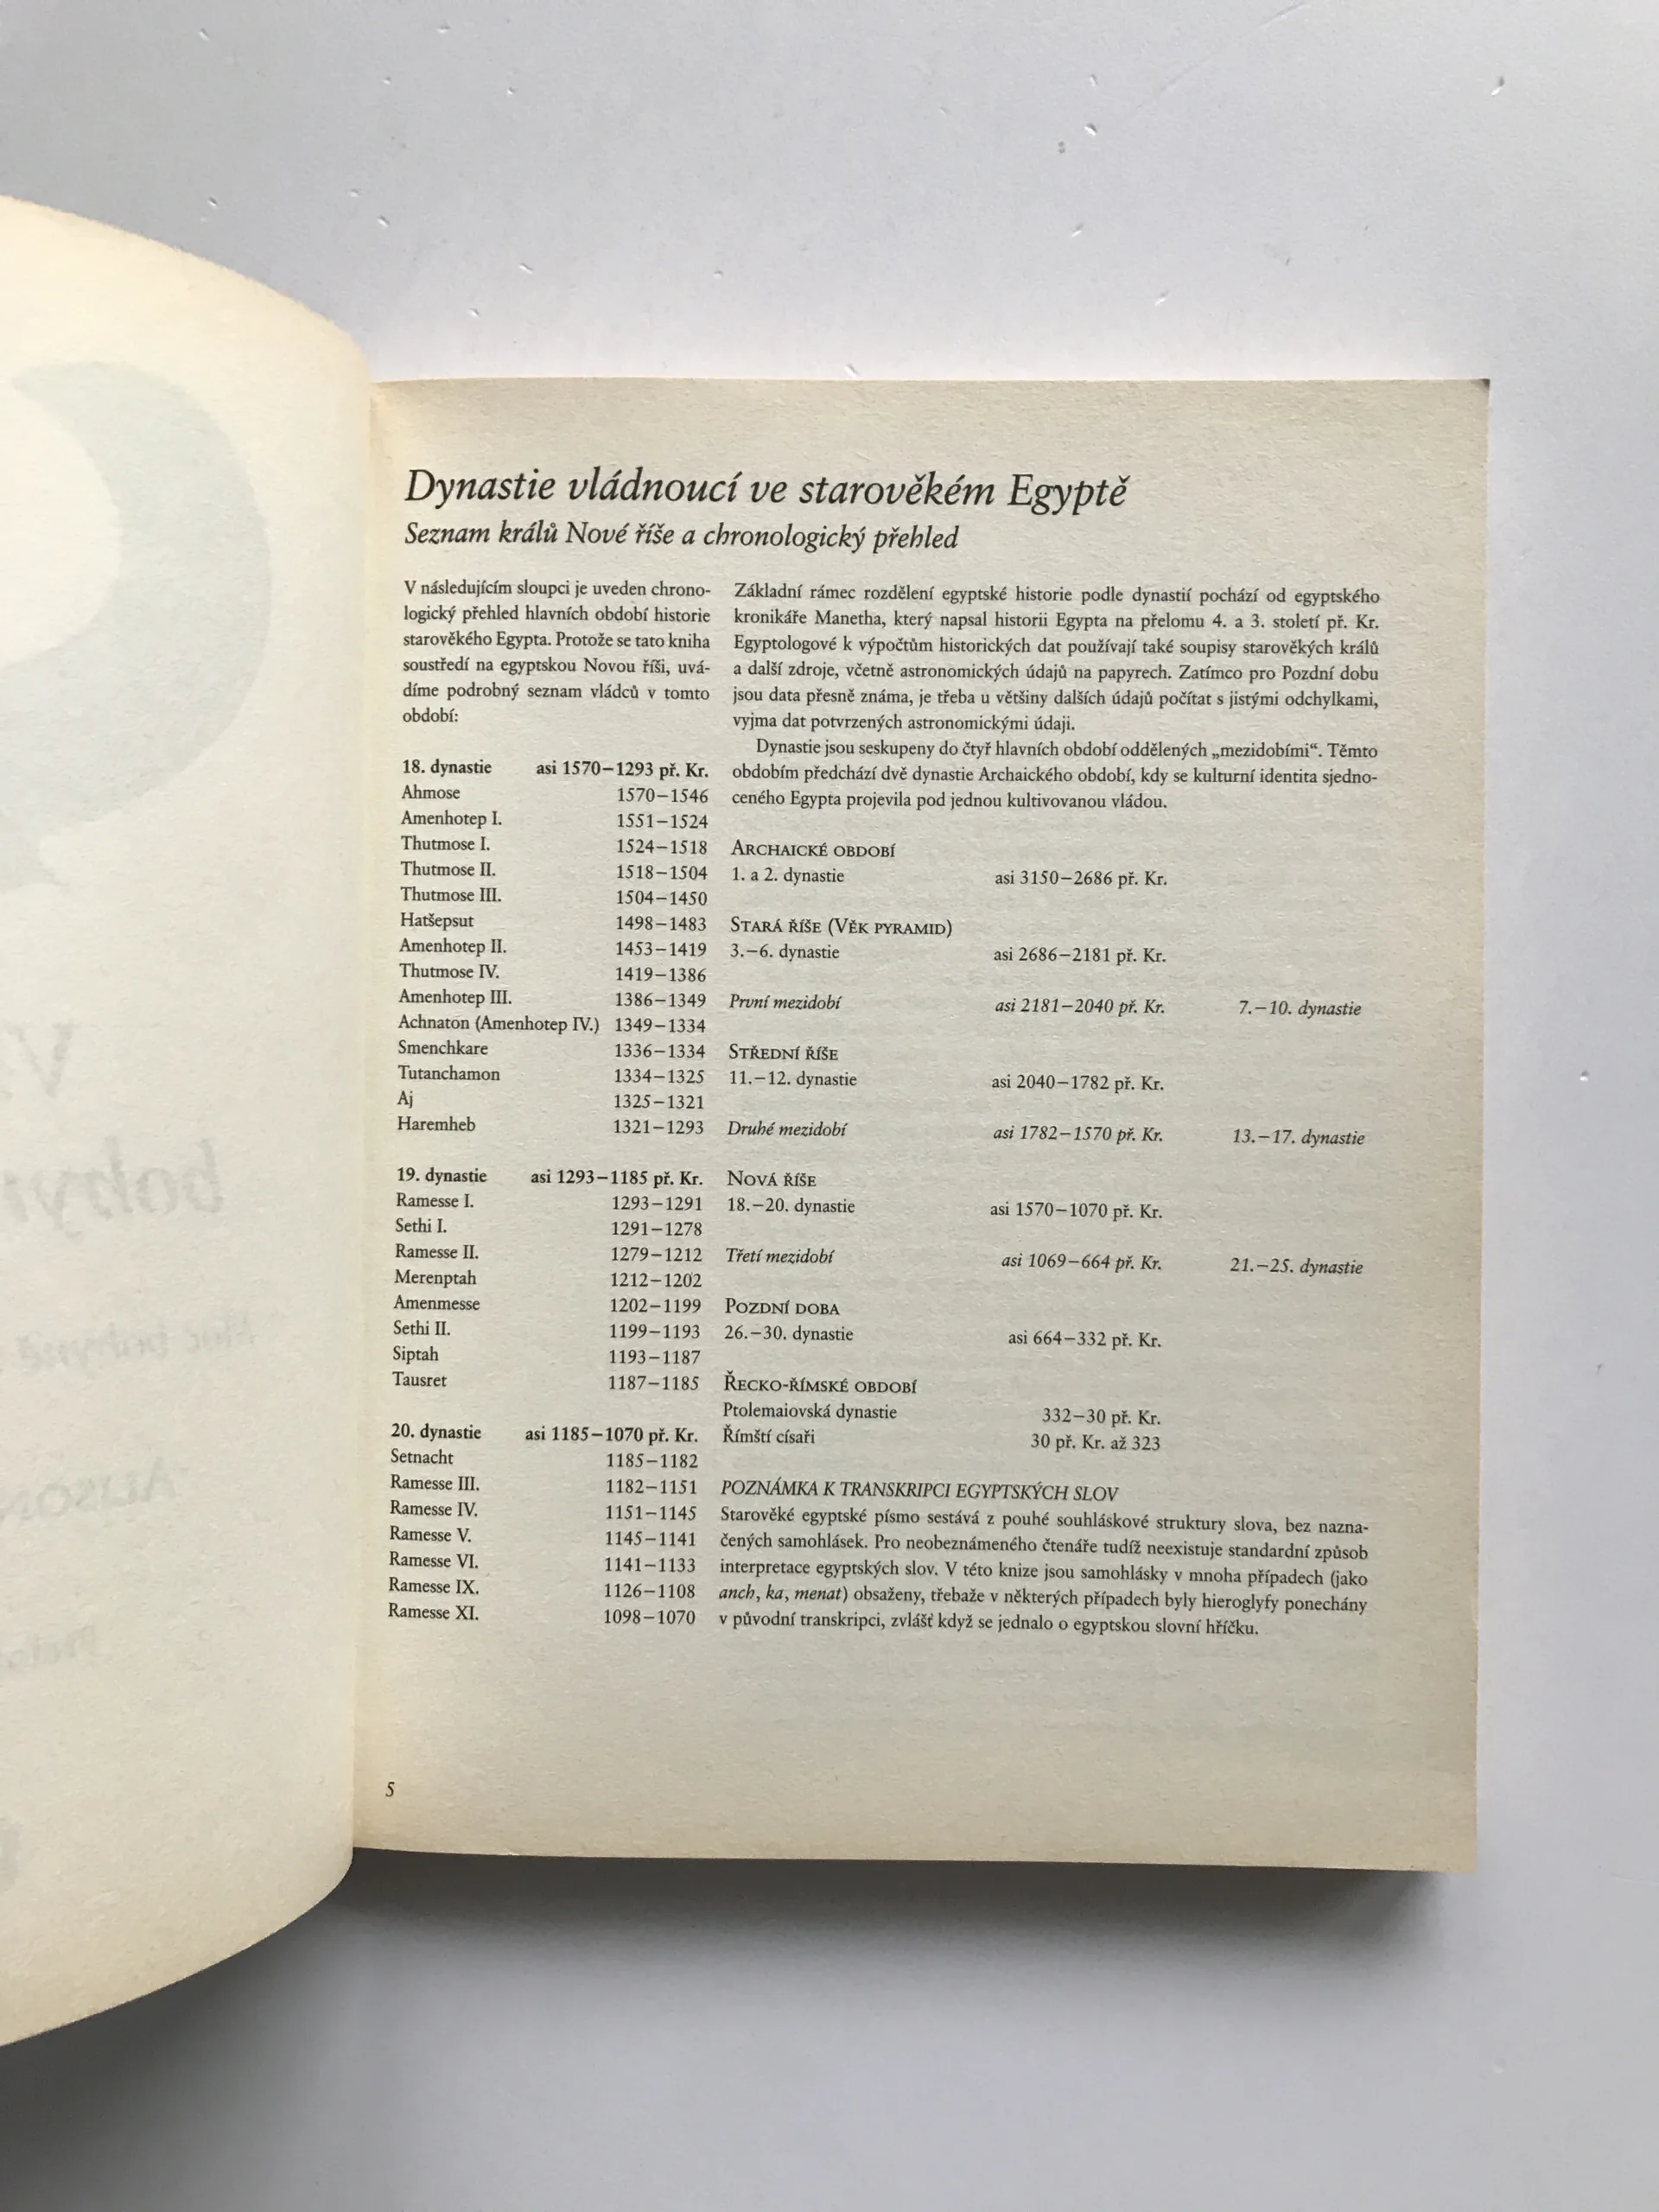 Dynastie vládnoucí ve starověkém Egyptě
Seznam králů Nové říše a chronologický přehled
V následujícím sloupci je uveden chrono-
logický přehled hlavních období historie
starověkého Egypta. Protože se tato kniha
soustředí na egyptskou Novou říši, uvá-
díme podrobný seznam vládců v tomto
období:
18. dynastie asi 1570–1293 př. Kr.
Ahmose 1570–1546
Amenhotep I. 1551–1524
Thutmose I. 1524–1518
Thutmose II. 1518–1504
Thutmose III. 1504–1450
Hatšepsut 1498–1483
Amenhotep II. 1453–1419
Thutmose IV. 1419–1386
Amenhotep III. 1386–1349
Achnaton (Amenhotep IV.) 1349–1334
Smenchkare 1336–1334
Tutanchamon 1334–1325
Aj 1325–1321
Haremheb 1321–1293
19. dynastie asi 1293–1185 př. Kr.
Ramesse I. 1293–1291
Sethi I. 1291–1278
Ramesse II. 1279–1212
Merenptah 1212–1202
Amenmesse 1202–1199
Sethi II. 1199–1193
Siptah 1193–1187
Tausret 1187–1185
20. dynastie asi 1185–1070 př. Kr.
Setnacht 1185–1182
Ramesse III. 1182–1151
Ramesse IV. 1151–1145
Ramesse V. 1145–1141
Ramesse VI. 1141–1133
Ramesse IX. 1126–1108
Ramesse XI. 1098–1070
Základní rámec rozdělení egyptské historie podle dynastií pochází od egyptského
kronikáře Manetha, který napsal historii Egypta na přelomu 4. a 3. století př. Kr.
Egyptologové k výpočtům historických dat používají také soupisy starověkých králů
a další zdroje, včetně astronomických údajů na papyrech. Zatímco pro Pozdní dobu
jsou data přesně známa, je třeba u většiny dalších údajů počítat s jistými odchylkami,
vyjma dat potvrzených astronomickými údaji.
Dynastie jsou seskupeny do čtyř hlavních období oddělených „mezidobími“. Těmto
obdobím předchází dvě dynastie Archaického období, kdy se kulturní identita sjedno-
ceného Egypta projevila pod jednou kultivovanou vládou.
ARCHAICKÉ OBDOBÍ
1. a 2. dynastie asi 3150–2686 př. Kr.
STARÁ ŘÍŠE (VĚK PYRAMID)
3.–6. dynastie asi 2686–2181 př. Kr.
První mezidobí asi 2181–2040 př. Kr. 7.–10. dynastie
STŘEDNÍ ŘÍŠE
11.–12. dynastie asi 2040–1782 př. Kr.
Druhé mezidobí asi 1782–1570 př. Kr. 13.–17. dynastie
NOVÁ ŘÍŠE
18.–20. dynastie asi 1570–1070 př. Kr.
Třetí mezidobí asi 1069–664 př. Kr. 21.–25. dynastie
POZDNÍ DOBA
26.–30. dynastie asi 664–332 př. Kr.
ŘECKO-ŘÍMSKÉ OBDOBÍ
Ptolemaiovská dynastie 332–30 př. Kr.
Římští císaři 30 př. Kr. až 323
POZNÁMKA K TRANSKRIPCI EGYPTSKÝCH SLOV
Starověké egyptské písmo sestává z pouhé souhláskové struktury slova, bez nazna-
čených samohlásek. Pro neobeznámeného čtenáře tudíž neexistuje standardní způsob
interpretace egyptských slov. V této knize jsou samohlásky v mnoha případech (jako
anch, ka, menat) obsaženy, třebaže v některých případech byly hieroglyfy ponechány
v původní transkripci, zvlášť když se jednalo o egyptskou slovní hříčku.
5